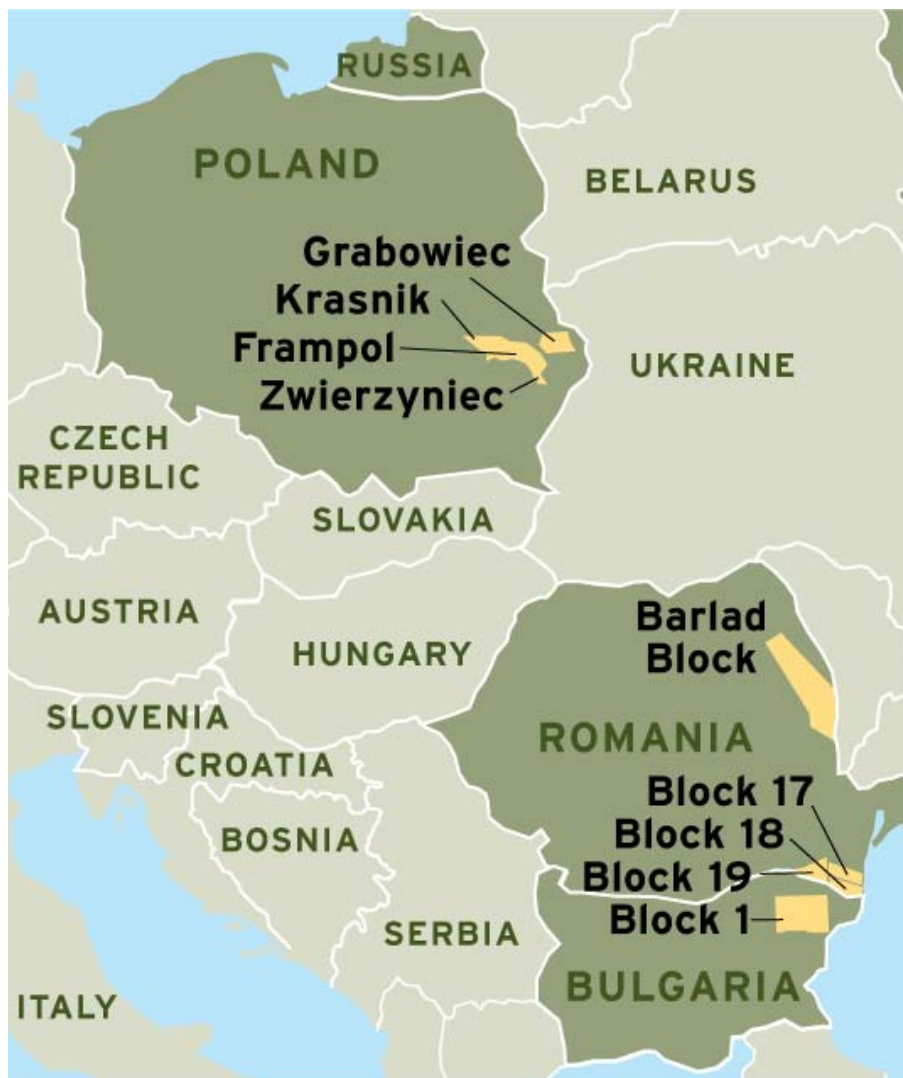 RUSSIA
POLAND
BELARUS
Grabowiec
Krasnik
Frampol
Zwierzyniec
UKRAINE
CZECH
REPUBLIC
SLOVAKIA
AUSTRIA
HUNGARY
Barlad
Block
SLOVENIA
CROATIA
ROMANIA
BOSNIA
Block 17
Block 18
Block 19
Block 1
SERBIA
BULGARIA
ITALY